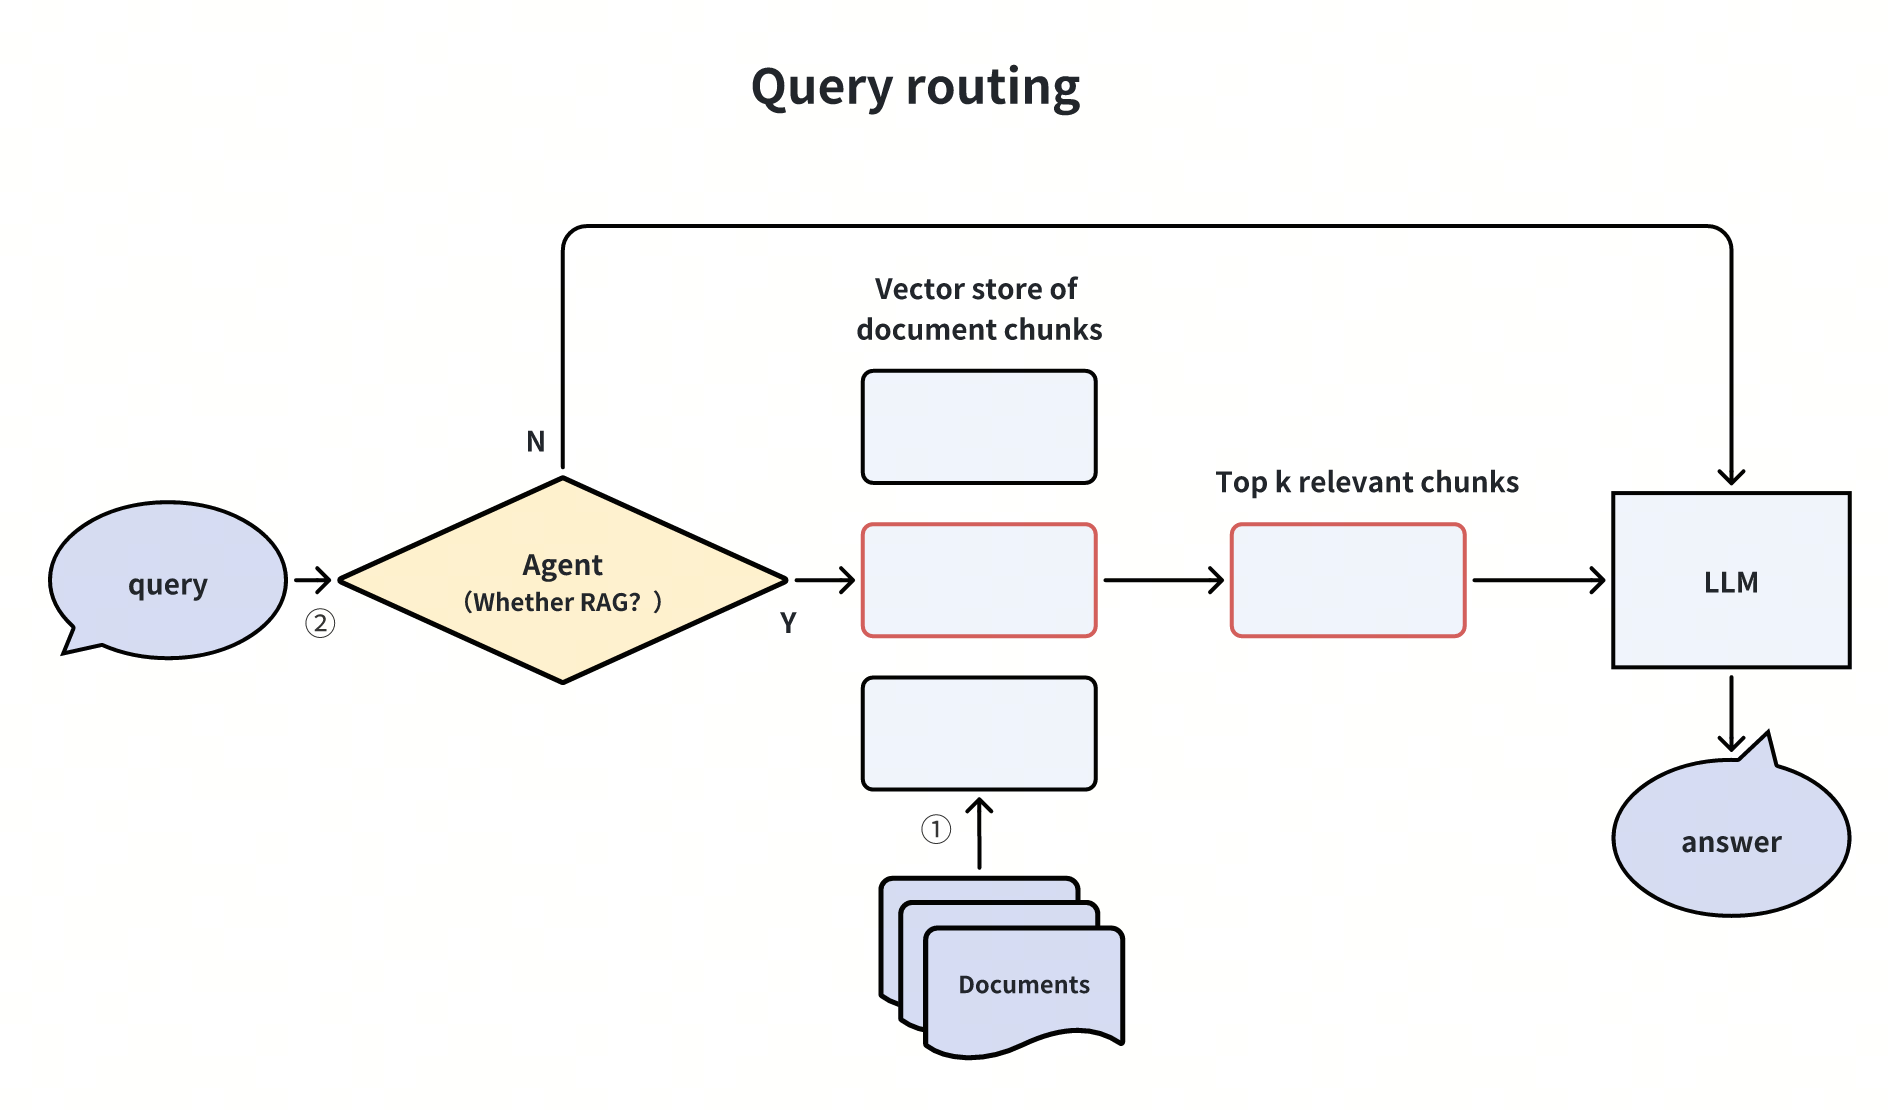 Query routing
Vector store of
document chunks
N
Top k relevant chunks
query
②
Agent
（Whether RAG？）
Y
LLM
①
answer
Documents